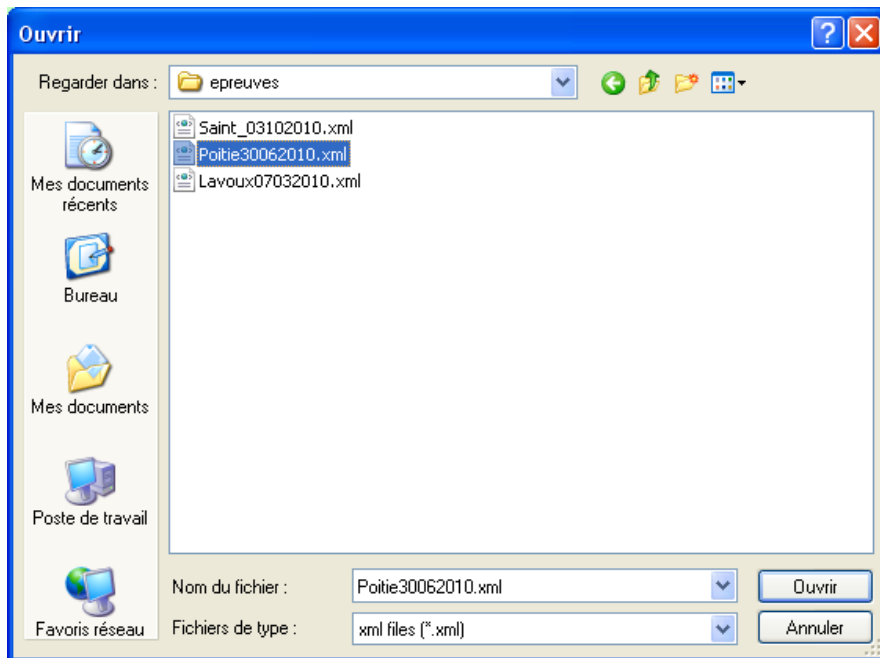 Ouvrir
Regarder dans :
epreuves
Saint_03102010.xml
Poitie30062010.xml
Lavoux07032010.xml
Mes documents
récents
Bureau
Mes documents
Poste de travail
Favoris réseau
Nom du fichier :
Poitie30062010.xml
Ouvrir
Fichiers de type :
xml files (*.xml)
Annuler